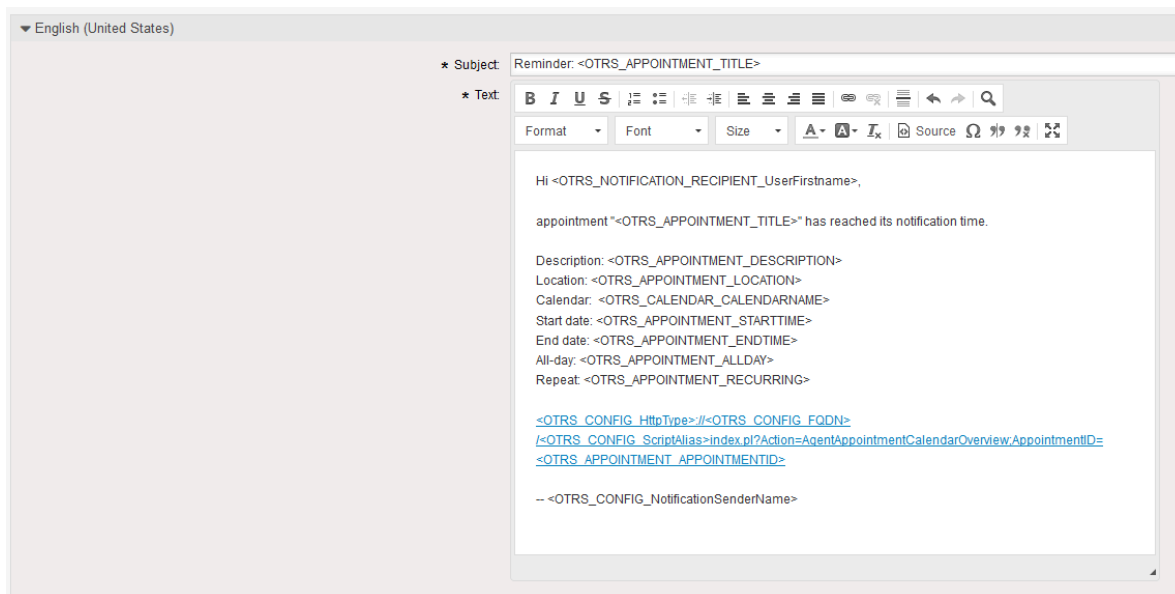 English (United States)
* Subject: Reminder: <OTRS_APPOINTMENT_TITLE>
* Text:
B I U S
Format Font Size A A Ix Source Ω
Hi <OTRS_NOTIFICATION_RECIPIENT_UserFirstname>,
appointment "<OTRS_APPOINTMENT_TITLE>" has reached its notification time.
Description: <OTRS_APPOINTMENT_DESCRIPTION>
Location: <OTRS_APPOINTMENT_LOCATION>
Calendar: <OTRS_CALENDAR_CALENDARNAME>
Start date: <OTRS_APPOINTMENT_STARTTIME>
End date: <OTRS_APPOINTMENT_ENDTIME>
All-day: <OTRS_APPOINTMENT_ALLDAY>
Repeat: <OTRS_APPOINTMENT_RECURRING>
<OTRS_CONFIG_HttpType>://<OTRS_CONFIG_FQDN>
/<OTRS_CONFIG_ScriptAlias>index.pl?Action=AgentAppointmentCalendarOverview;AppointmentID=
<OTRS_APPOINTMENT_APPOINTMENTID>
-- <OTRS_CONFIG_NotificationSenderName>